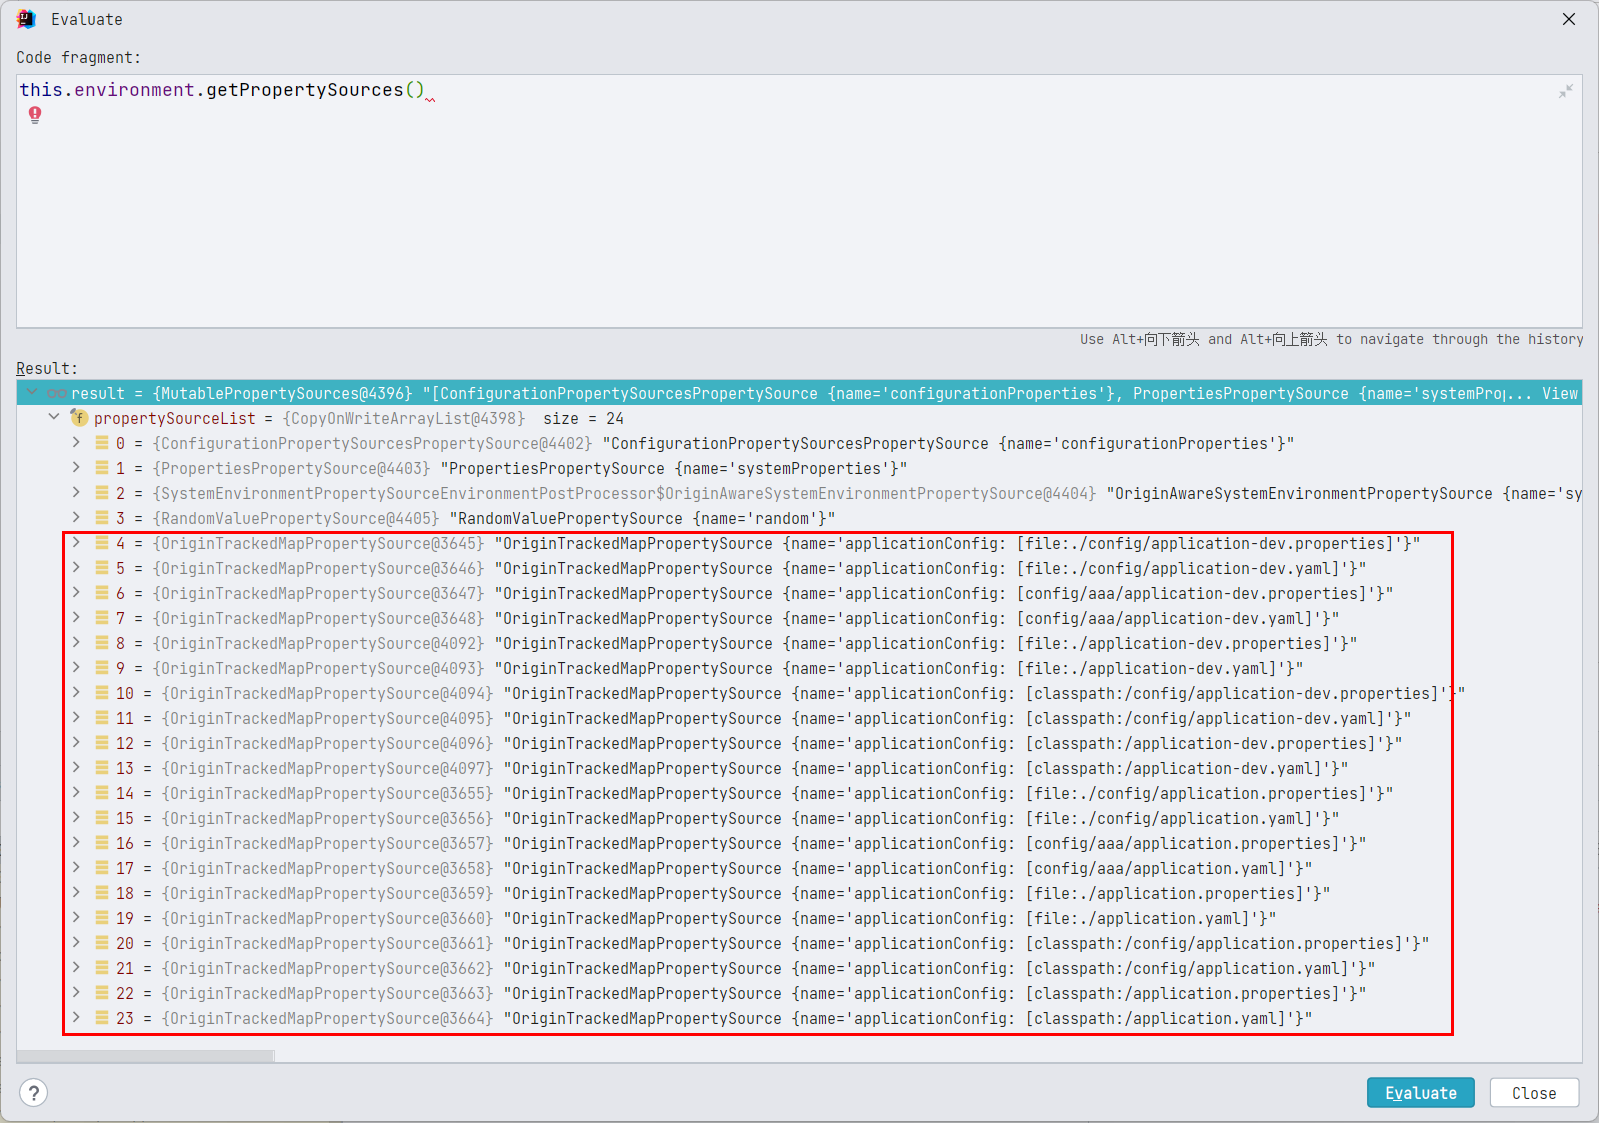 Evaluate
Code fragment:
this.environment.getPropertySources()
Use Alt+向下箭头 and Alt+向上箭头 to navigate through the history
Result:
result = {MutablePropertySources@4396} "[ConfigurationPropertySourcesPropertySource {name='configurationProperties'}, PropertiesPropertySource {name='systemProp... View
propertySourceList = {CopyOnWriteArrayList@4398} size = 24
0 = {ConfigurationPropertySourcesPropertySource@4402} "ConfigurationPropertySourcesPropertySource {name='configurationProperties'}"
1 = {PropertiesPropertySource@4403} "PropertiesPropertySource {name='systemProperties'}"
2 = {SystemEnvironmentPropertySourceEnvironmentPostProcessor$OriginAwareSystemEnvironmentPropertySource@4404} "OriginAwareSystemEnvironmentPropertySource {name='sy
3 = {RandomValuePropertySource@4405} "RandomValuePropertySource {name='random'}"
4 = {OriginTrackedMapPropertySource@3645} "OriginTrackedMapPropertySource {name='applicationConfig: [file:./config/application-dev.properties]'}"
5 = {OriginTrackedMapPropertySource@3646} "OriginTrackedMapPropertySource {name='applicationConfig: [file:./config/application-dev.yaml]'}"
6 = {OriginTrackedMapPropertySource@3647} "OriginTrackedMapPropertySource {name='applicationConfig: [config/aaa/application-dev.properties]'}"
7 = {OriginTrackedMapPropertySource@3648} "OriginTrackedMapPropertySource {name='applicationConfig: [config/aaa/application-dev.yaml]'}"
8 = {OriginTrackedMapPropertySource@4092} "OriginTrackedMapPropertySource {name='applicationConfig: [file:./application-dev.properties]'}"
9 = {OriginTrackedMapPropertySource@4093} "OriginTrackedMapPropertySource {name='applicationConfig: [file:./application-dev.yaml]'}"
10 = {OriginTrackedMapPropertySource@4094} "OriginTrackedMapPropertySource {name='applicationConfig: [classpath:/config/application-dev.properties]'}"
11 = {OriginTrackedMapPropertySource@4095} "OriginTrackedMapPropertySource {name='applicationConfig: [classpath:/config/application-dev.yaml]'}"
12 = {OriginTrackedMapPropertySource@4096} "OriginTrackedMapPropertySource {name='applicationConfig: [classpath:/application-dev.properties]'}"
13 = {OriginTrackedMapPropertySource@4097} "OriginTrackedMapPropertySource {name='applicationConfig: [classpath:/application-dev.yaml]'}"
14 = {OriginTrackedMapPropertySource@3655} "OriginTrackedMapPropertySource {name='applicationConfig: [file:./config/application.properties]'}"
15 = {OriginTrackedMapPropertySource@3656} "OriginTrackedMapPropertySource {name='applicationConfig: [file:./config/application.yaml]'}"
16 = {OriginTrackedMapPropertySource@3657} "OriginTrackedMapPropertySource {name='applicationConfig: [config/aaa/application.properties]'}"
17 = {OriginTrackedMapPropertySource@3658} "OriginTrackedMapPropertySource {name='applicationConfig: [config/aaa/application.yaml]'}"
18 = {OriginTrackedMapPropertySource@3659} "OriginTrackedMapPropertySource {name='applicationConfig: [file:./application.properties]'}"
19 = {OriginTrackedMapPropertySource@3660} "OriginTrackedMapPropertySource {name='applicationConfig: [file:./application.yaml]'}"
20 = {OriginTrackedMapPropertySource@3661} "OriginTrackedMapPropertySource {name='applicationConfig: [classpath:/config/application.properties]'}"
21 = {OriginTrackedMapPropertySource@3662} "OriginTrackedMapPropertySource {name='applicationConfig: [classpath:/config/application.yaml]'}"
22 = {OriginTrackedMapPropertySource@3663} "OriginTrackedMapPropertySource {name='applicationConfig: [classpath:/application.properties]'}"
23 = {OriginTrackedMapPropertySource@3664} "OriginTrackedMapPropertySource {name='applicationConfig: [classpath:/application.yaml]'}"
? Evaluate Close